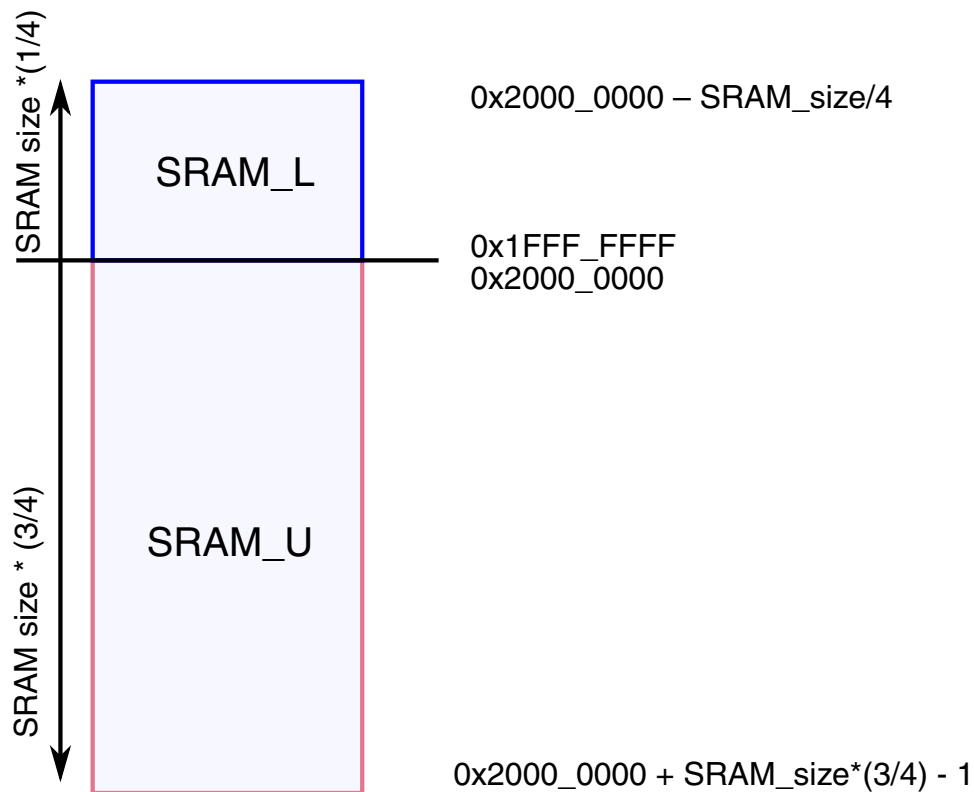 SRAM size *(1/4)
0x2000_0000 – SRAM_size/4
SRAM_L
0x1FFF_FFFF
0x2000_0000
SRAM size * (3/4)
SRAM_U
0x2000_0000 + SRAM_size*(3/4) - 1